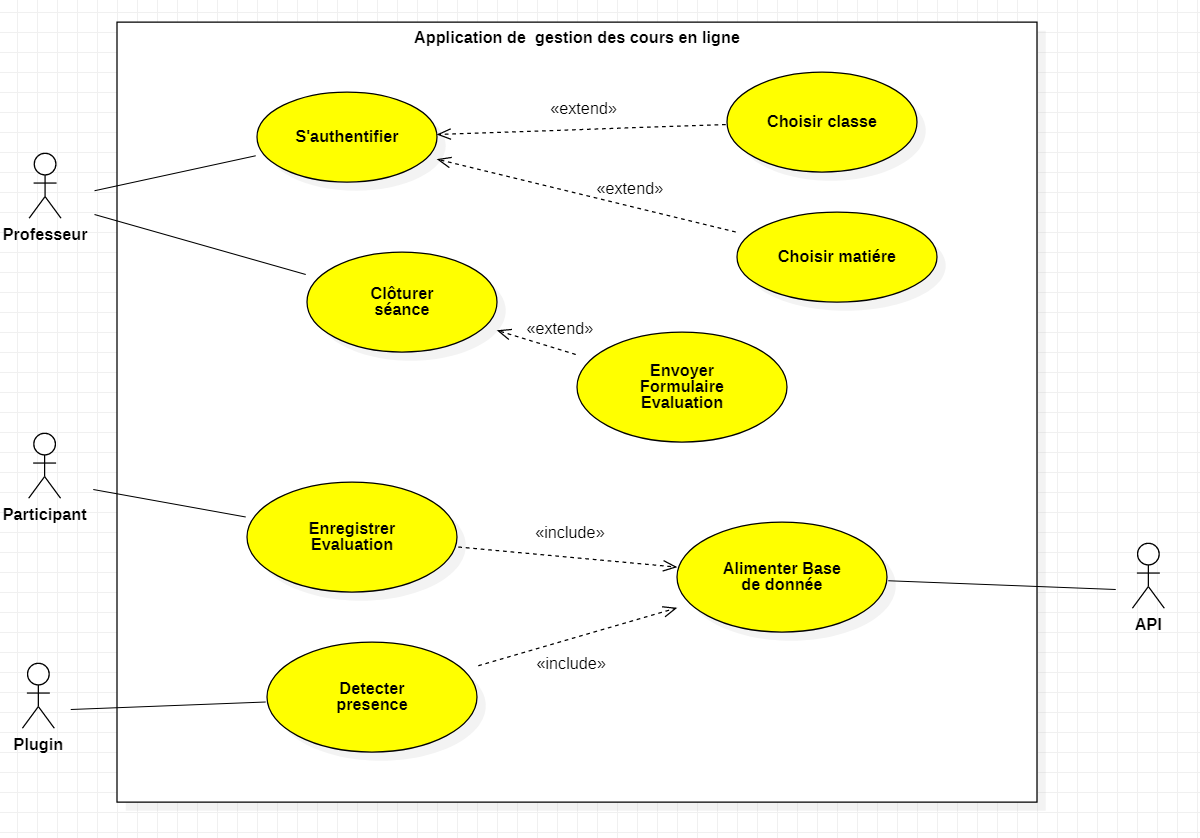 Application de  gestion des cours en ligne
«extend»
Choisir classe
S'authentifier
«extend»
Professeur
Choisir matiére
Clôturer
séance
«extend»
Envoyer
Formulaire
Evaluation
Participant
Enregistrer
Evaluation
«include»
Alimenter Base
de donnée
API
«include»
Detecter
presence
Plugin